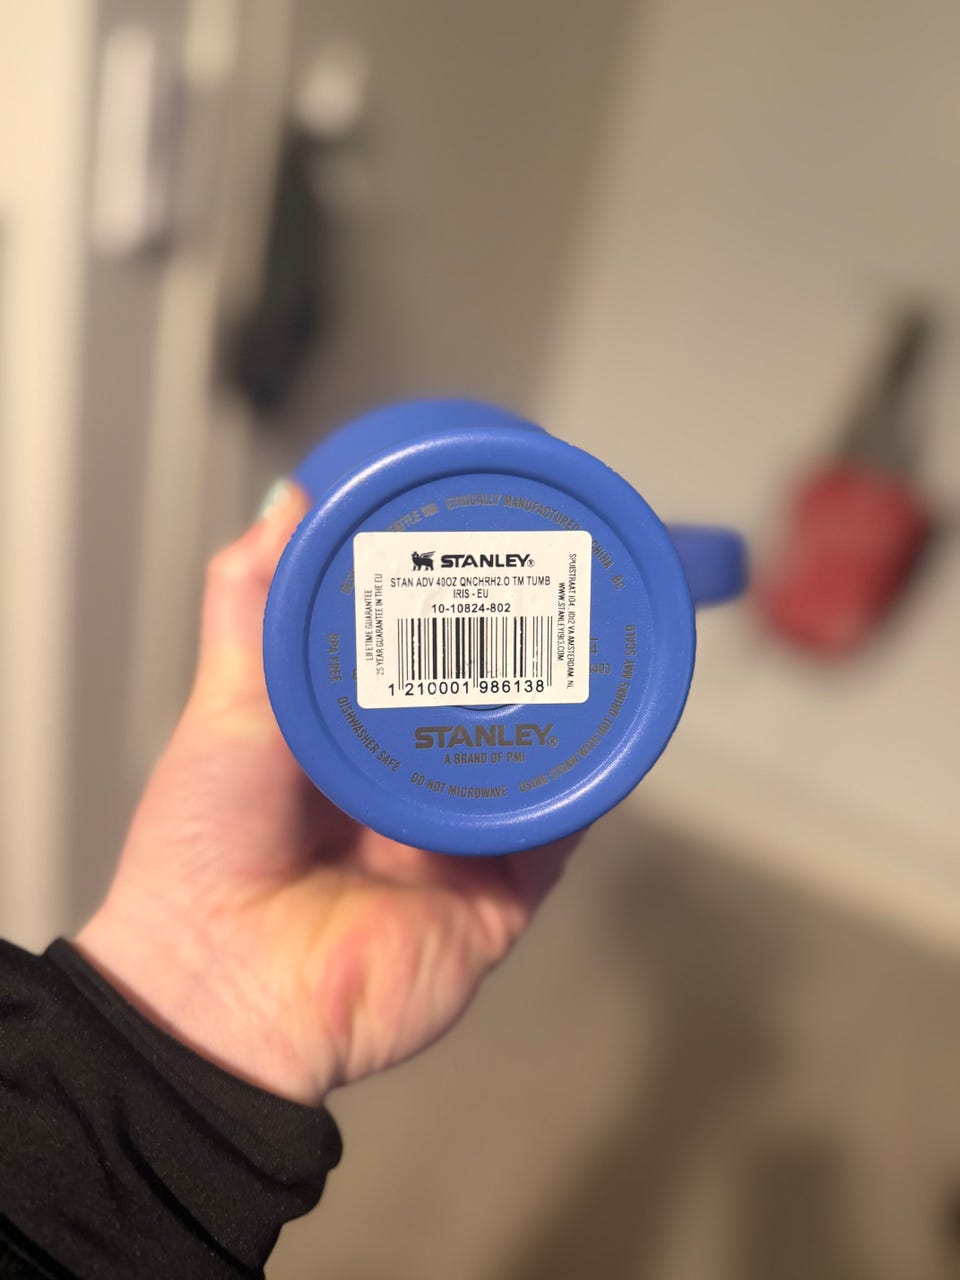 STANLEY®
STAN ADV 40OZ QNCHRH2.O TM TUMB
IRIS - EU
10-10824-802
1 210001 986138
LIFETIME GUARANTEE
25 YEAR GUARANTEE IN THE EU
SPUISTRAAT 104, 1012 VA AMSTERDAM, NL
WWW.STANLEY1913.COM
ETHICALLY MANUFACTURED
BPA FREE
DISHWASHER SAFE
DO NOT MICROWAVE
USING STRAW WITH HOT DRINKS MAY SCALD
STANLEY®
A BRAND OF PMI